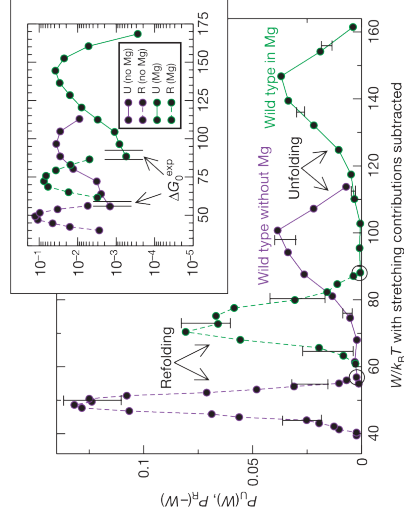 10⁻¹
10⁻²
10⁻³
10⁻⁴
10⁻⁵
50
75
100
125
150
175
U (no Mg)
R (no Mg)
U (Mg)
R (Mg)
ΔG₀ᵉˣᵖ
Wild type without Mg
Wild type in Mg
Refolding
Unfolding
P_U(W), P_R(−W)
0.1
0.05
0
40
60
80
100
120
140
160
W/k_BT with stretching contributions subtracted